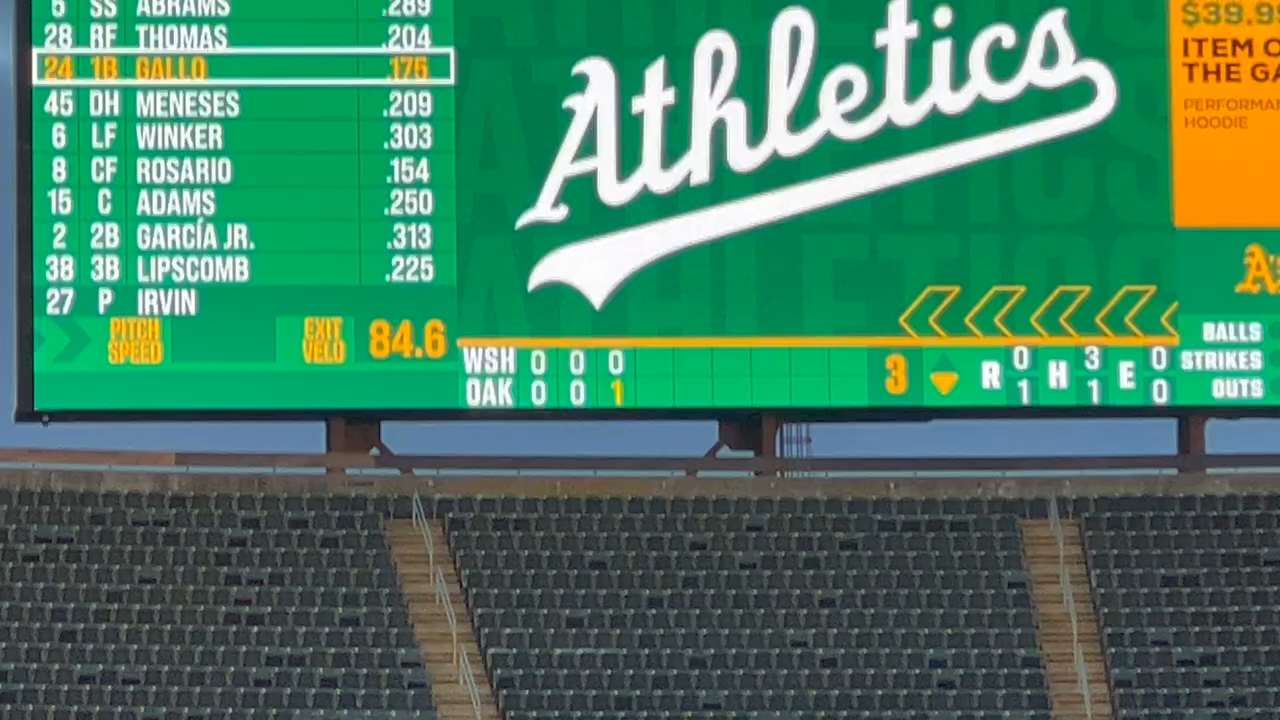 5 SS ABRAMS .289
28 RF THOMAS .204
24 1B GALLO .175
45 DH MENESES .209
6 LF WINKER .303
8 CF ROSARIO .154
15 C ADAMS .250
2 2B GARCÍA JR. .313
38 3B LIPSCOMB .225
27 P IRVIN
PITCH SPEED
EXIT VELO 84.6
Athletics
$39.99
ITEM O
THE GA
PERFORMAN
HOODIE
A's
WSH 0 0 0
OAK 0 0 1
3
R 0 1 H 3 1 E 0 0
BALLS
STRIKES
OUTS